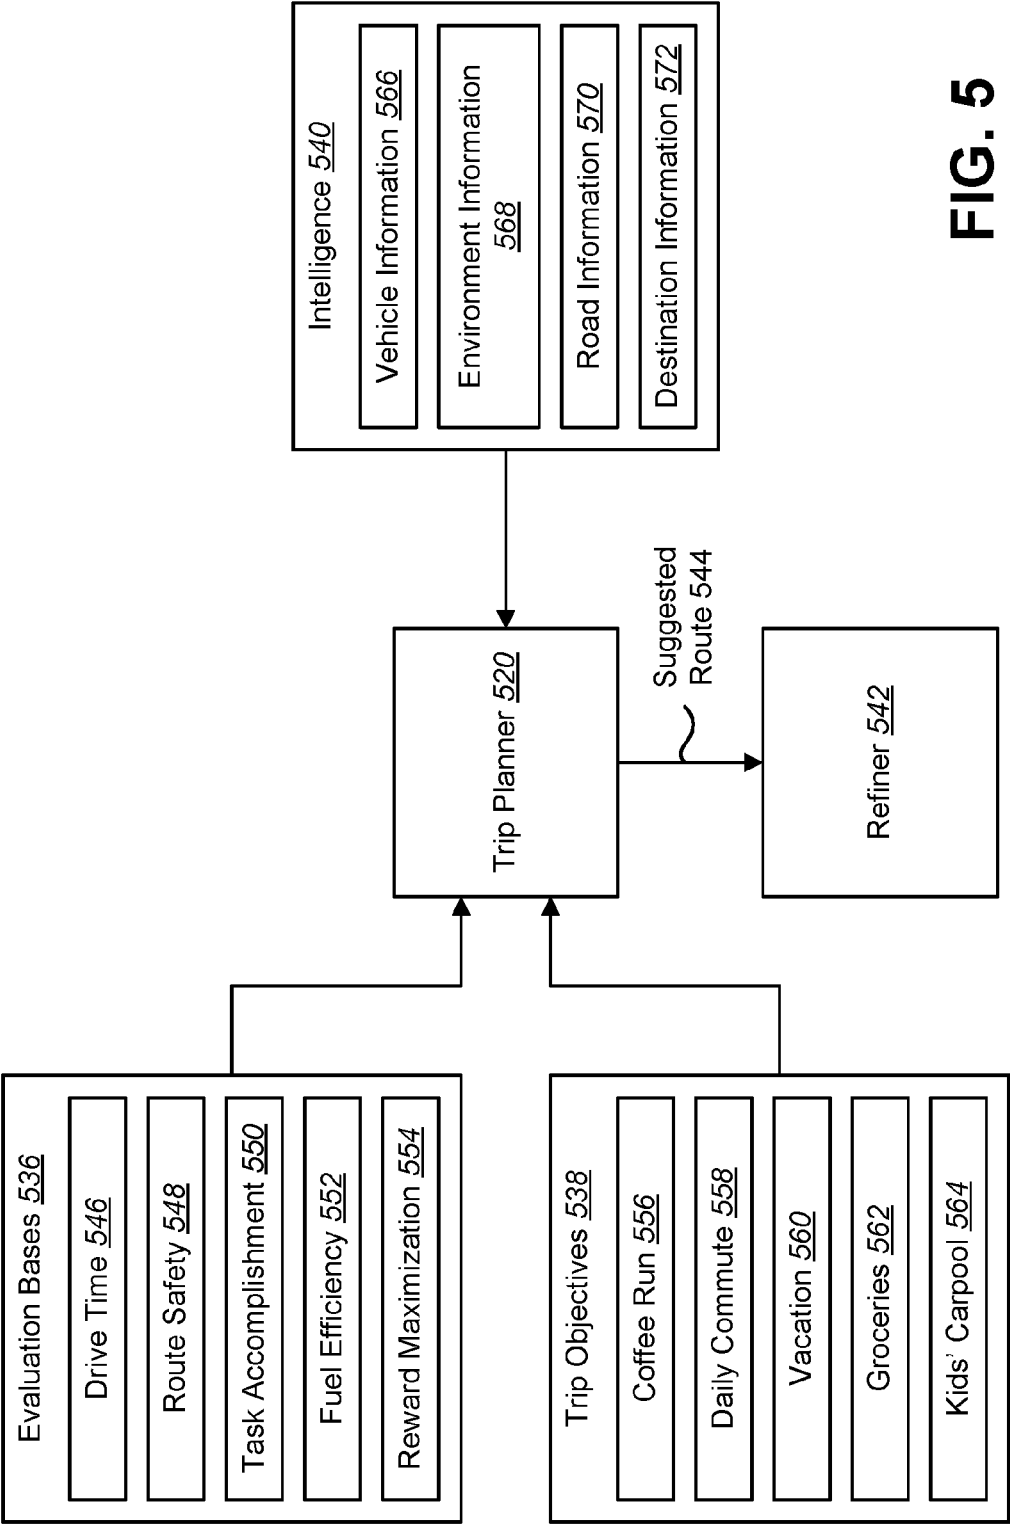 Evaluation Bases 536
Drive Time 546
Route Safety 548
Task Accomplishment 550
Fuel Efficiency 552
Reward Maximization 554
Trip Objectives 538
Coffee Run 556
Daily Commute 558
Vacation 560
Groceries 562
Kids' Carpool 564
Trip Planner 520
Suggested
Route 544
Refiner 542
Intelligence 540
Vehicle Information 566
Environment Information
568
Road Information 570
Destination Information 572
FIG. 5